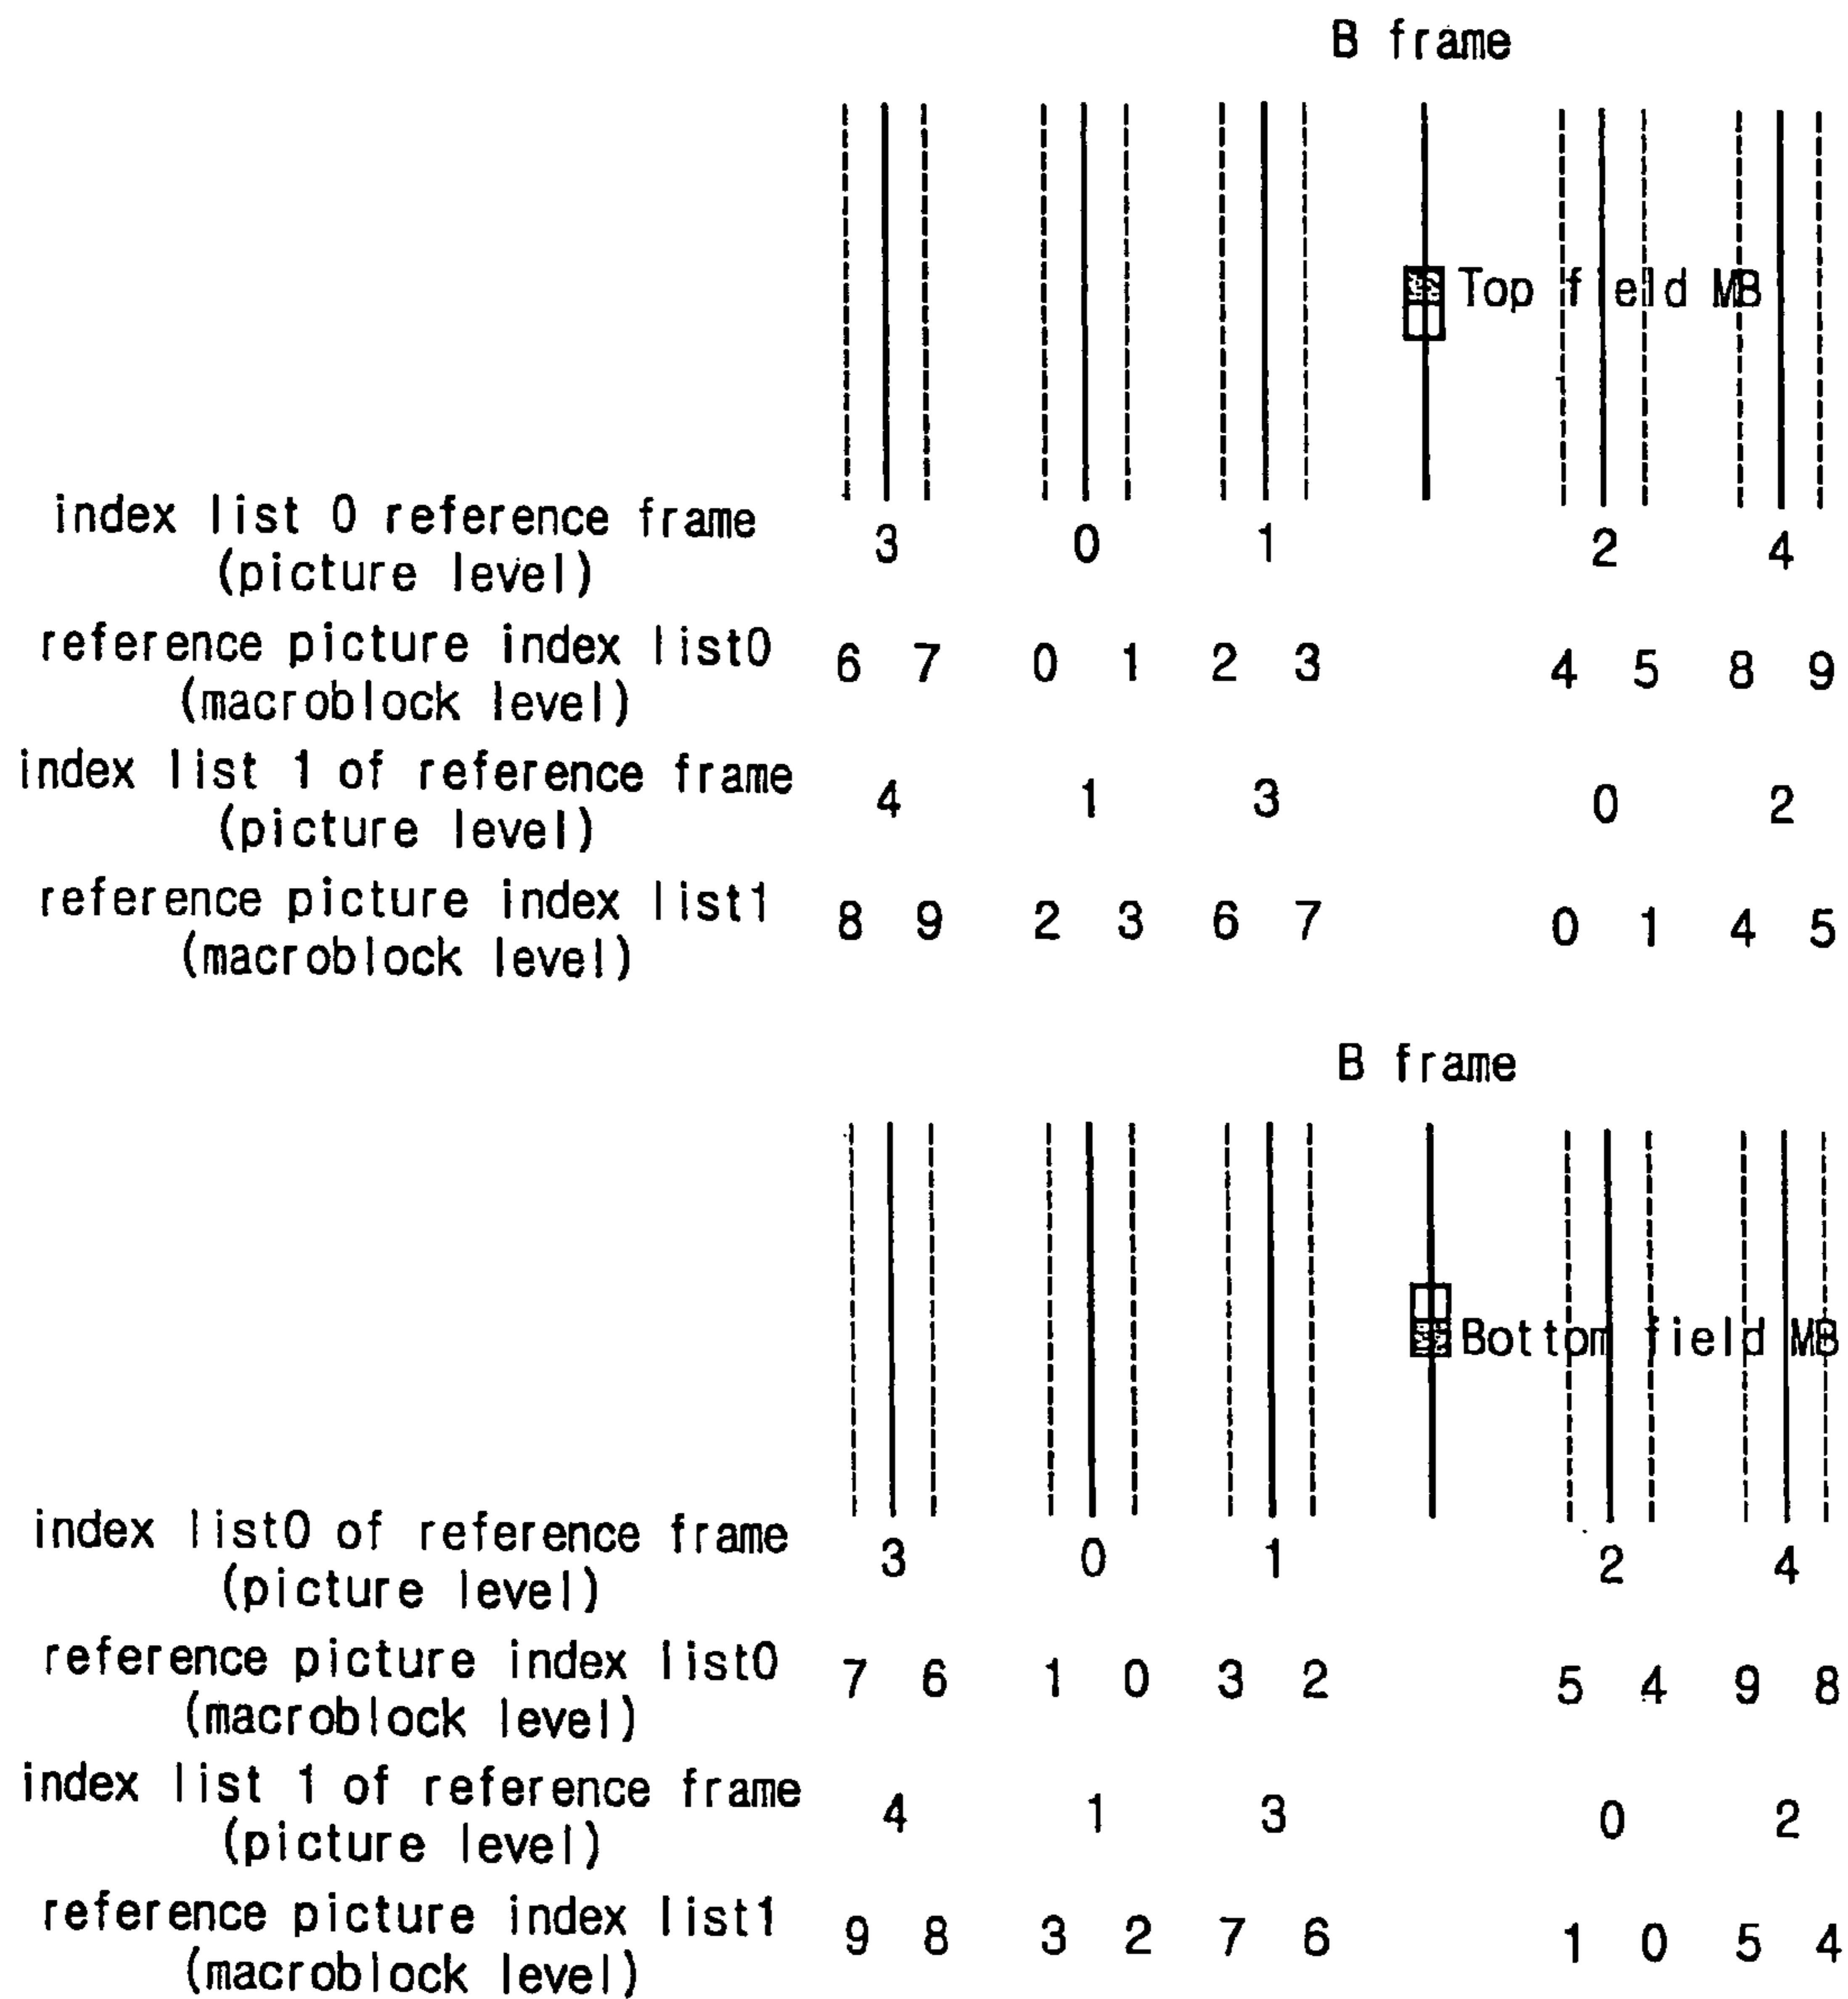 B frame
Top field MB
index list 0 reference frame
(picture level)
3 0 1 2 4
reference picture index list0
(macroblock level)
6 7 0 1 2 3 4 5 8 9
index list 1 of reference frame
(picture level)
4 1 3 0 2
reference picture index list1
(macroblock level)
8 9 2 3 6 7 0 1 4 5
B frame
Bottom field MB
index list0 of reference frame
(picture level)
3 0 1 2 4
reference picture index list0
(macroblock level)
7 6 1 0 3 2 5 4 9 8
index list 1 of reference frame
(picture level)
4 1 3 0 2
reference picture index list1
(macroblock level)
9 8 3 2 7 6 1 0 5 4